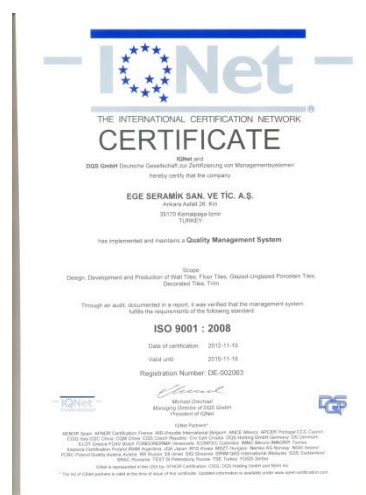 IQNet
®
THE INTERNATIONAL CERTIFICATION NETWORK
CERTIFICATE
IQNet and
DQS GmbH Deutsche Gesellschaft zur Zertifizierung von Managementsystemen
hereby certify that the company
EGE SERAMİK SAN. VE TİC. A.Ş.
Ankara Asfalt 26. Km
35170 Kemalpaşa-Izmir
TURKEY
has implemented and maintains a Quality Management System.
Scope:
Design, Development and Production of Wall Tiles, Floor Tiles, Glazed-Unglazed Porcelain Tiles,
Decorated Tiles, Trim
Through an audit, documented in a report, it was verified that the management system
fulfills the requirements of the following standard:
ISO 9001 : 2008
Date of certification 2012-11-19
Valid until 2015-11-18
Registration Number: DE-002063
IQNet
Michael Drechsel
Managing Director of DQS GmbH
President of IQNet
DQS
IQNet Partners*: